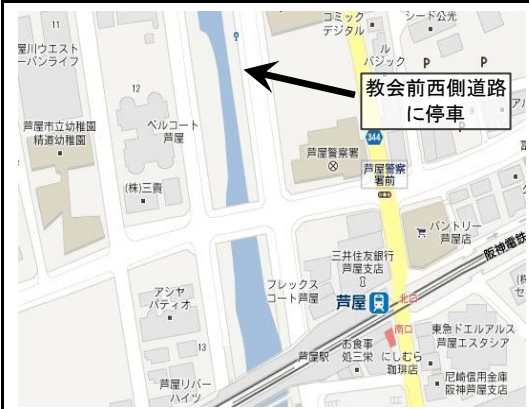 11
コミック
デジタル
シード公光
屋川ウエスト
ーバンライフ
ル
パジック
P
P
P
P
教会前西側道路
に停車
12
芦屋市立幼稚園
精道幼稚園
ベルコート
芦屋
344
芦屋警察署
芦屋警察
署前
(株)三貴
パントリー
芦屋店
三井住友銀行
芦屋支店
阪神電鉄
アシヤ
パティオ
フレックス
コート芦屋
芦屋
北口
南口
13
芦屋駅
お食事
処三栄
にしむら
珈琲店
東急ドエルアルス
芦屋エスタシア
芦屋リバー
ハイツ
尼崎信用金庫
阪神芦屋支店